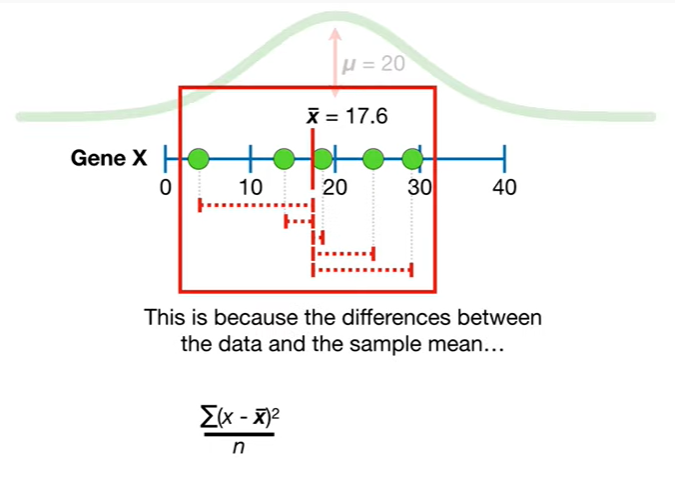 μ = 20
x̄ = 17.6
Gene X
0 10 20 30 40
This is because the differences between
the data and the sample mean…
∑(x - x̄)²
n